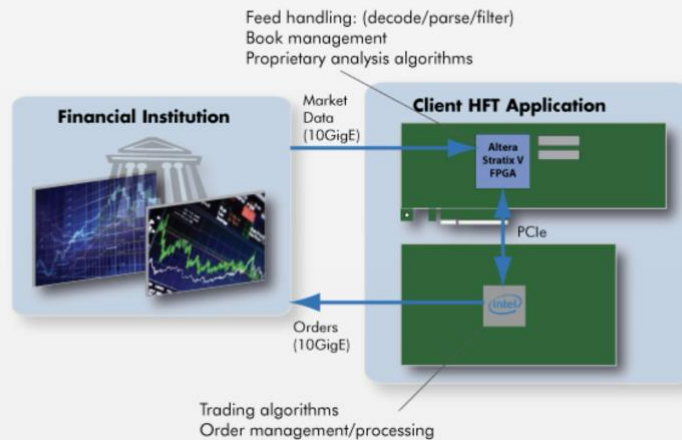 Feed handling: (decode/parse/filter)
Book management
Proprietary analysis algorithms
Financial Institution
Market
Data
(10GigE)
Client HFT Application
Altera
Stratix V
FPGA
PCIe
intel
Orders
(10GigE)
Trading algorithms
Order management/processing